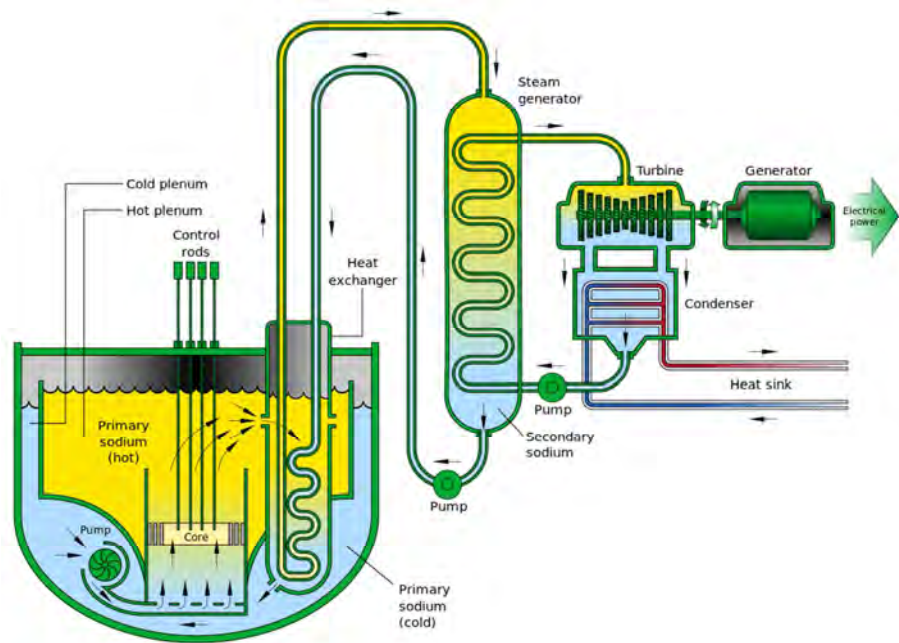 Steam
generator
Turbine
Generator
Cold plenum
Hot plenum
Electrical
power
Control
rods
Heat
exchanger
Condenser
Heat sink
Pump
Primary
sodium
(hot)
Secondary
sodium
Pump
Pump
Core
Primary
sodium
(cold)